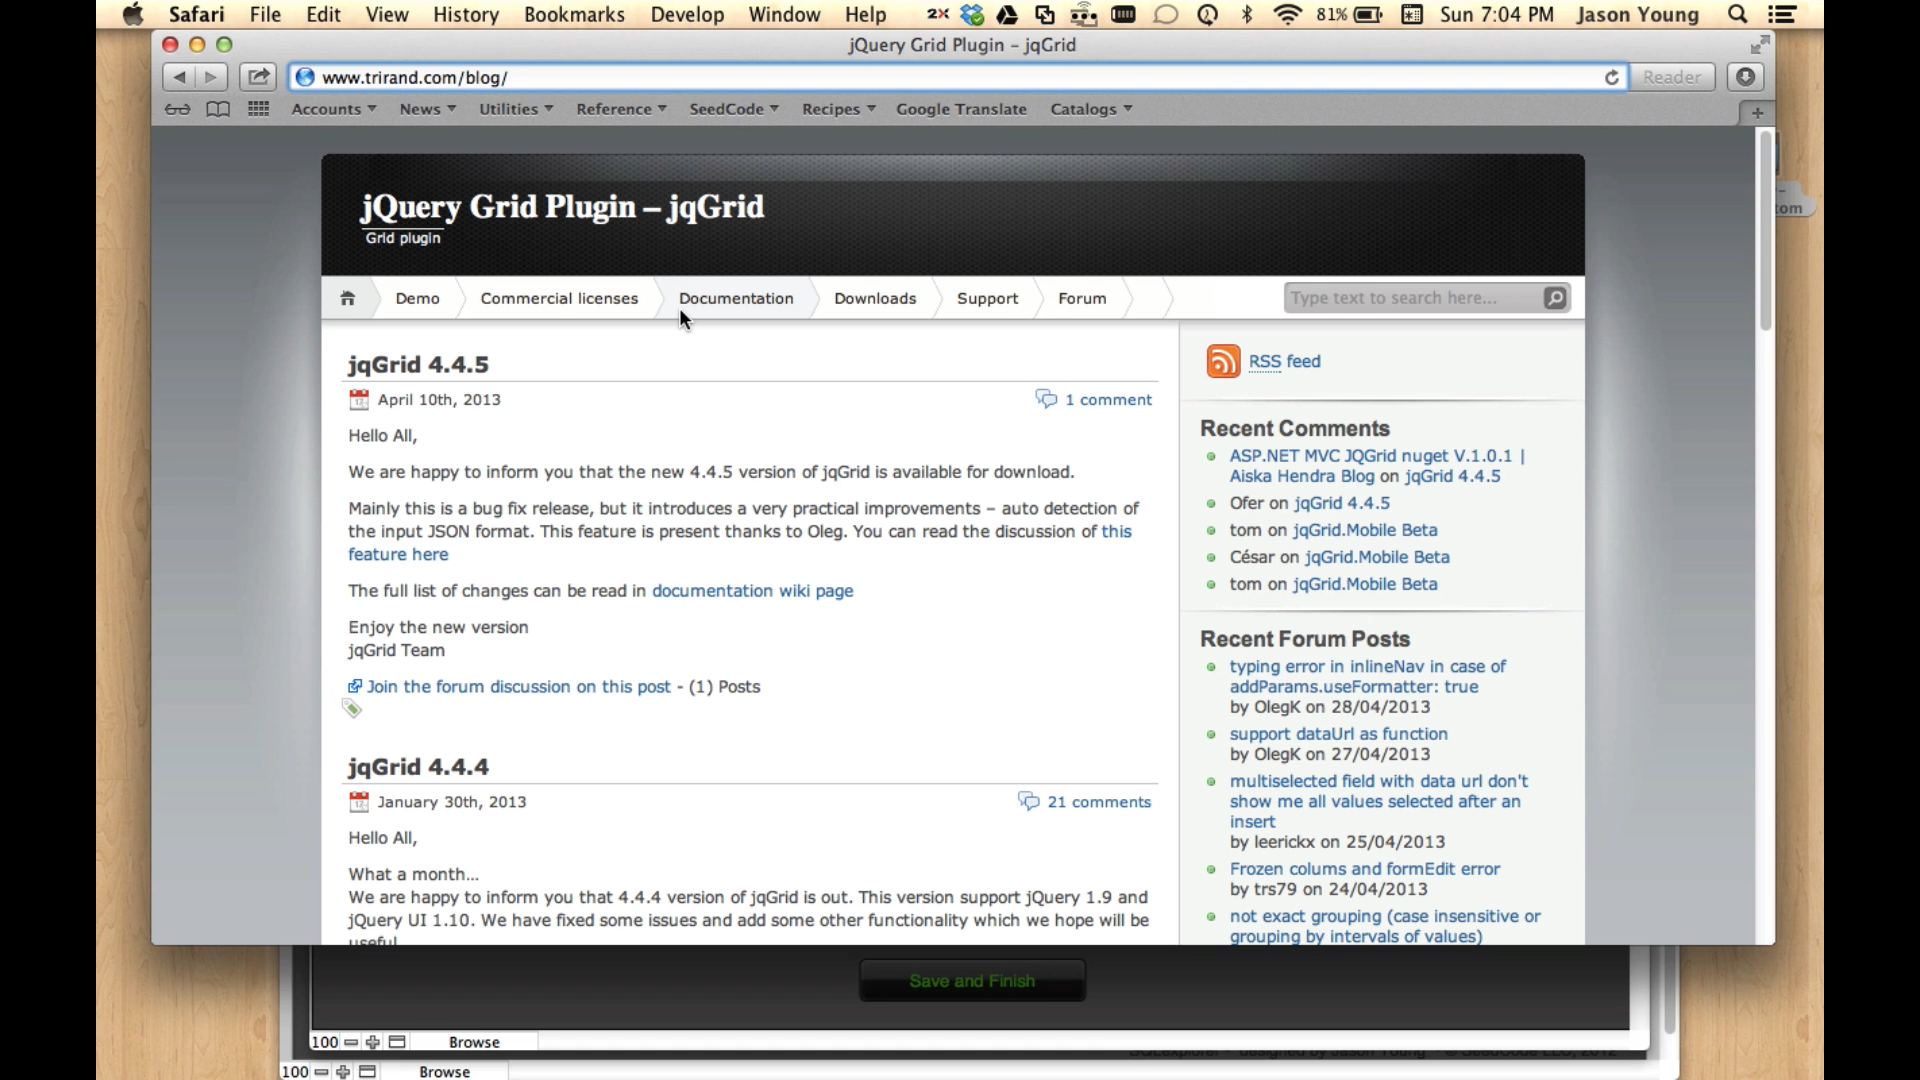 Safari File Edit View History Bookmarks Develop Window Help 2X 81% Sun 7:04 PM Jason Young
jQuery Grid Plugin – jqGrid
www.trirand.com/blog/ Reader
Accounts News Utilities Reference SeedCode Recipes Google Translate Catalogs
jQuery Grid Plugin – jqGrid
Grid plugin
Demo Commercial licenses Documentation Downloads Support Forum Type text to search here...
jqGrid 4.4.5
April 10th, 2013 1 comment
Hello All,
We are happy to inform you that the new 4.4.5 version of jqGrid is available for download.
Mainly this is a bug fix release, but it introduces a very practical improvements – auto detection of
the input JSON format. This feature is present thanks to Oleg. You can read the discussion of this
feature here
The full list of changes can be read in documentation wiki page
Enjoy the new version
jqGrid Team
Join the forum discussion on this post - (1) Posts
jqGrid 4.4.4
January 30th, 2013 21 comments
Hello All,
What a month...
We are happy to inform you that 4.4.4 version of jqGrid is out. This version support jQuery 1.9 and
jQuery UI 1.10. We have fixed some issues and add some other functionality which we hope will be
useful
RSS feed
Recent Comments
ASP.NET MVC JQGrid nuget V.1.0.1 |
Aiska Hendra Blog on jqGrid 4.4.5
Ofer on jqGrid 4.4.5
tom on jqGrid.Mobile Beta
César on jqGrid.Mobile Beta
tom on jqGrid.Mobile Beta
Recent Forum Posts
typing error in inlineNav in case of
addParams.useFormatter: true
by OlegK on 28/04/2013
support dataUrl as function
by OlegK on 27/04/2013
multiselected field with data url don't
show me all values selected after an
insert
by leerickx on 25/04/2013
Frozen colums and formEdit error
by trs79 on 24/04/2013
not exact grouping (case insensitive or
grouping by intervals of values)
tom
Save and Finish
100 Browse
100 Browse